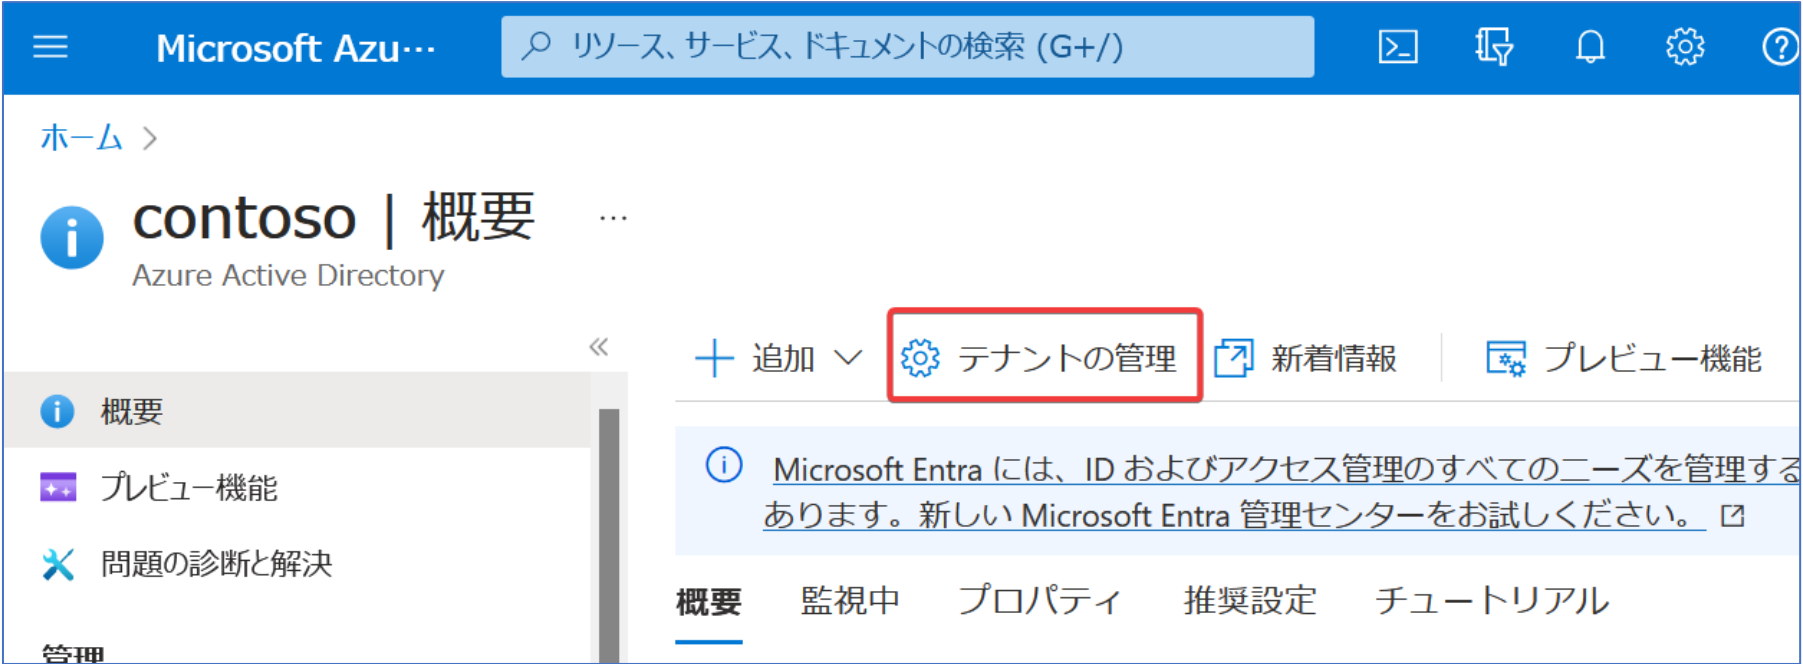 Microsoft Azu…
リソース、サービス、ドキュメントの検索 (G+/)
ホーム
contoso | 概要
Azure Active Directory
追加
テナントの管理
新着情報
プレビュー機能
概要
プレビュー機能
問題の診断と解決
管理
Microsoft Entra には、ID およびアクセス管理のすべてのニーズを管理する
あります。新しい Microsoft Entra 管理センターをお試しください。
概要
監視中
プロパティ
推奨設定
チュートリアル